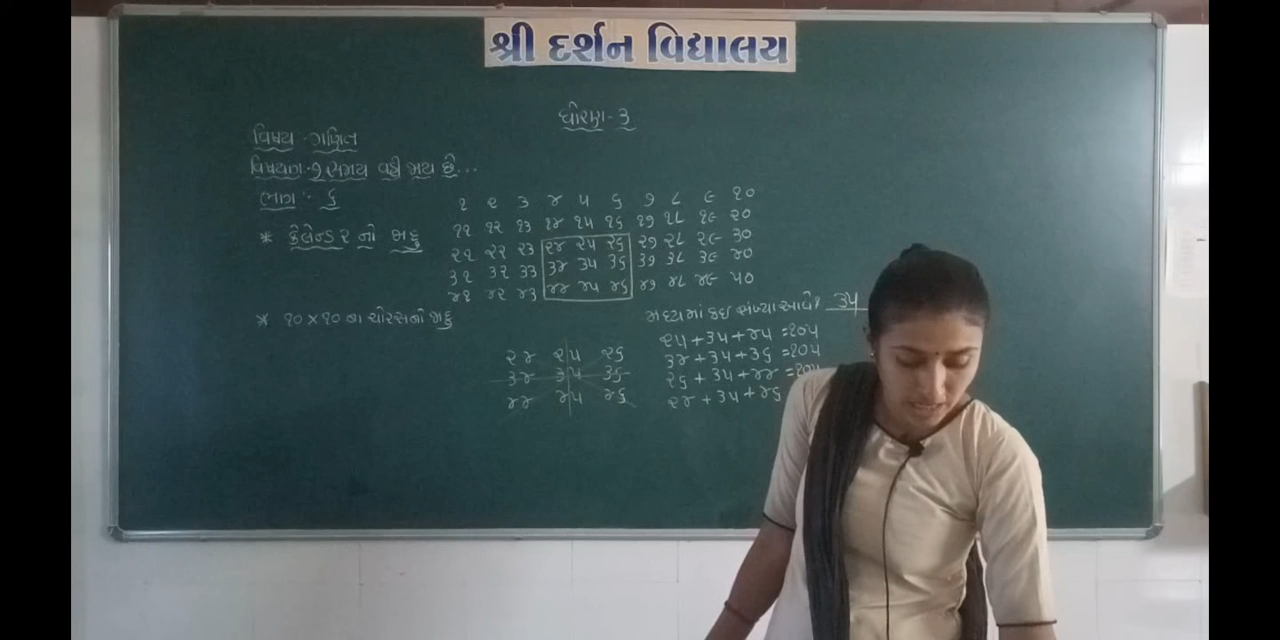 શ્રી દર્શન વિદ્યાલય
ધોરણ - ૩
વિષય - ગણિત
વિષયાંગ - ૭ સમય વહી જાય છે...
ભાગ : ૬
* કેલેન્ડર નો જાદુ
૧ ૨ ૩ ૪ ૫ ૬ ૭ ૮ ૯ ૧૦
૧૧ ૧૨ ૧૩ ૧૪ ૧૫ ૧૬ ૧૭ ૧૮ ૧૯ ૨૦
૨૧ ૨૨ ૨૩ ૨૪ ૨૫ ૨૬ ૨૭ ૨૮ ૨૯ ૩૦
૩૧ ૩૨ ૩૩ ૩૪ ૩૫ ૩૬ ૩૭ ૩૮ ૩૯ ૪૦
૪૧ ૪૨ ૪૩ ૪૪ ૪૫ ૪૬ ૪૭ ૪૮ ૪૯ ૫૦
* ૧૦ × ૧૦ ના ચોરસનો જાદુ
૨૪ ૨૫ ૨૬
૩૪ ૩૫ ૩૬
૪૪ ૪૫ ૪૬
મધ્યમાં કઇ સંખ્યા આવે? ૩૫
૨૫ + ૩૫ + ૪૫ = ૧૦૫
૩૪ + ૩૫ + ૩૬ = ૧૦૫
૨૬ + ૩૫ + ૪૪ = ૧૦૫
૨૪ + ૩૫ + ૪૬